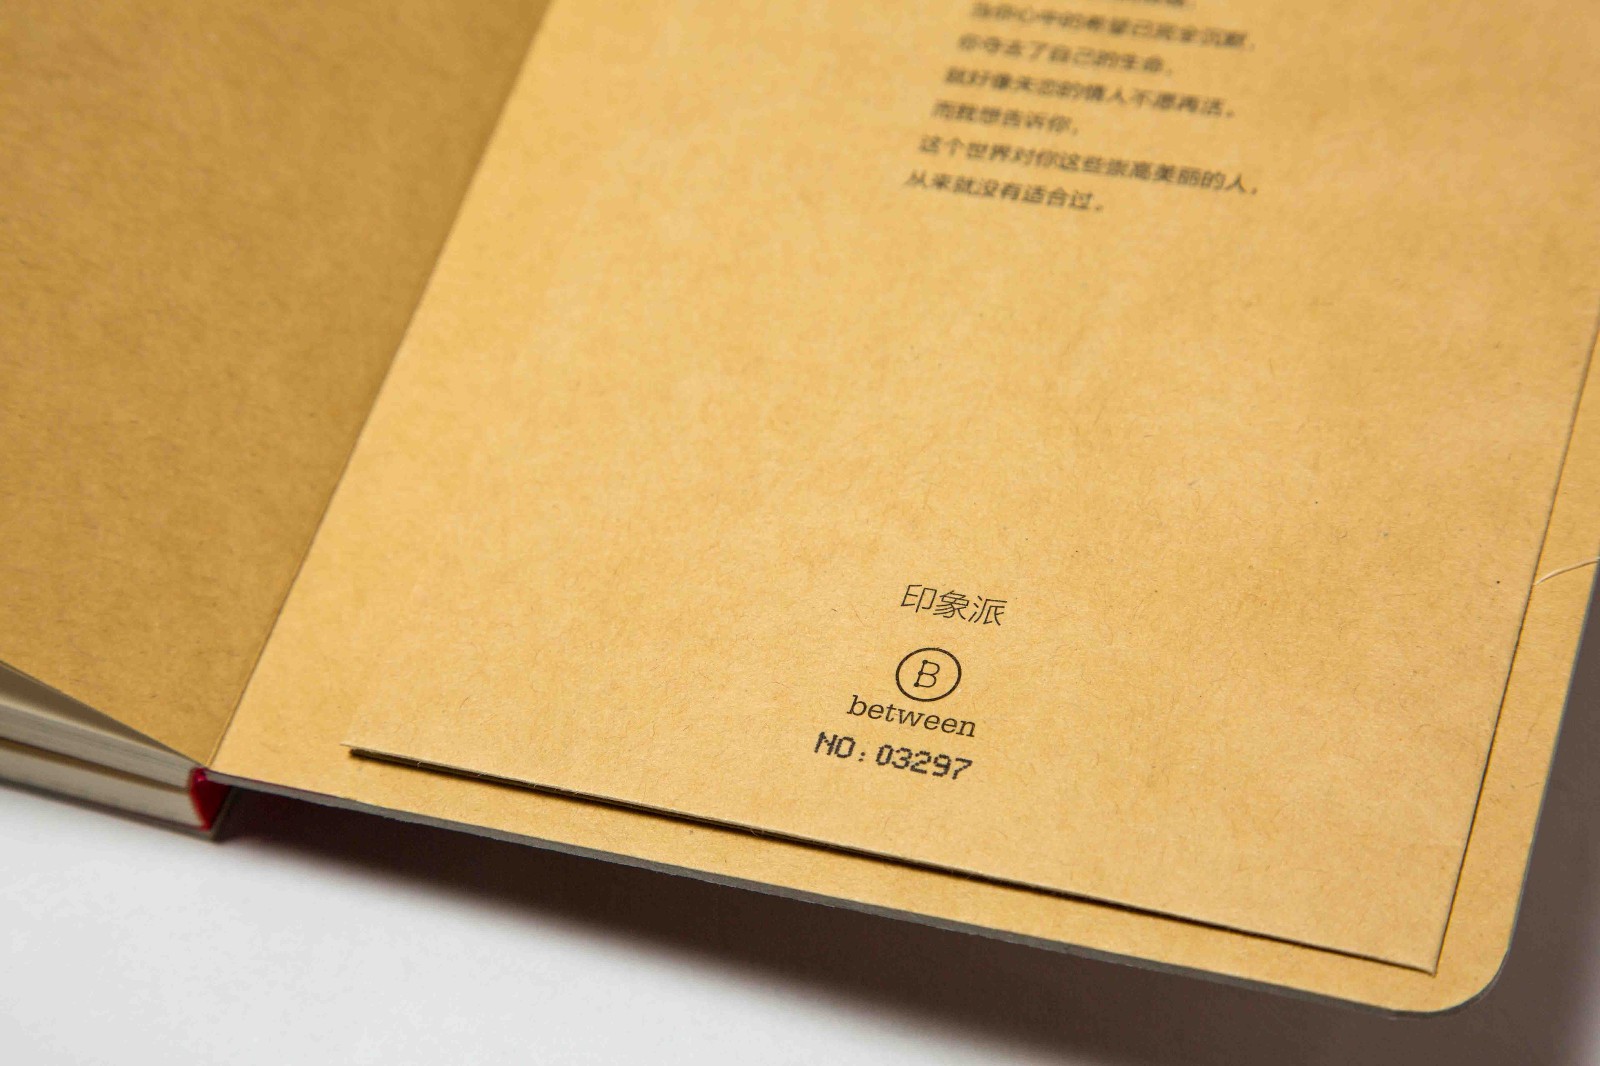 当你心中的希望已完全沉默，
你夺去了自己的生命，
就好像失恋的情人不愿再活。
而我想告诉你，
这个世界对你这些崇高美丽的人，
从来就没有适合过。
印象派
B
between
NO:03297